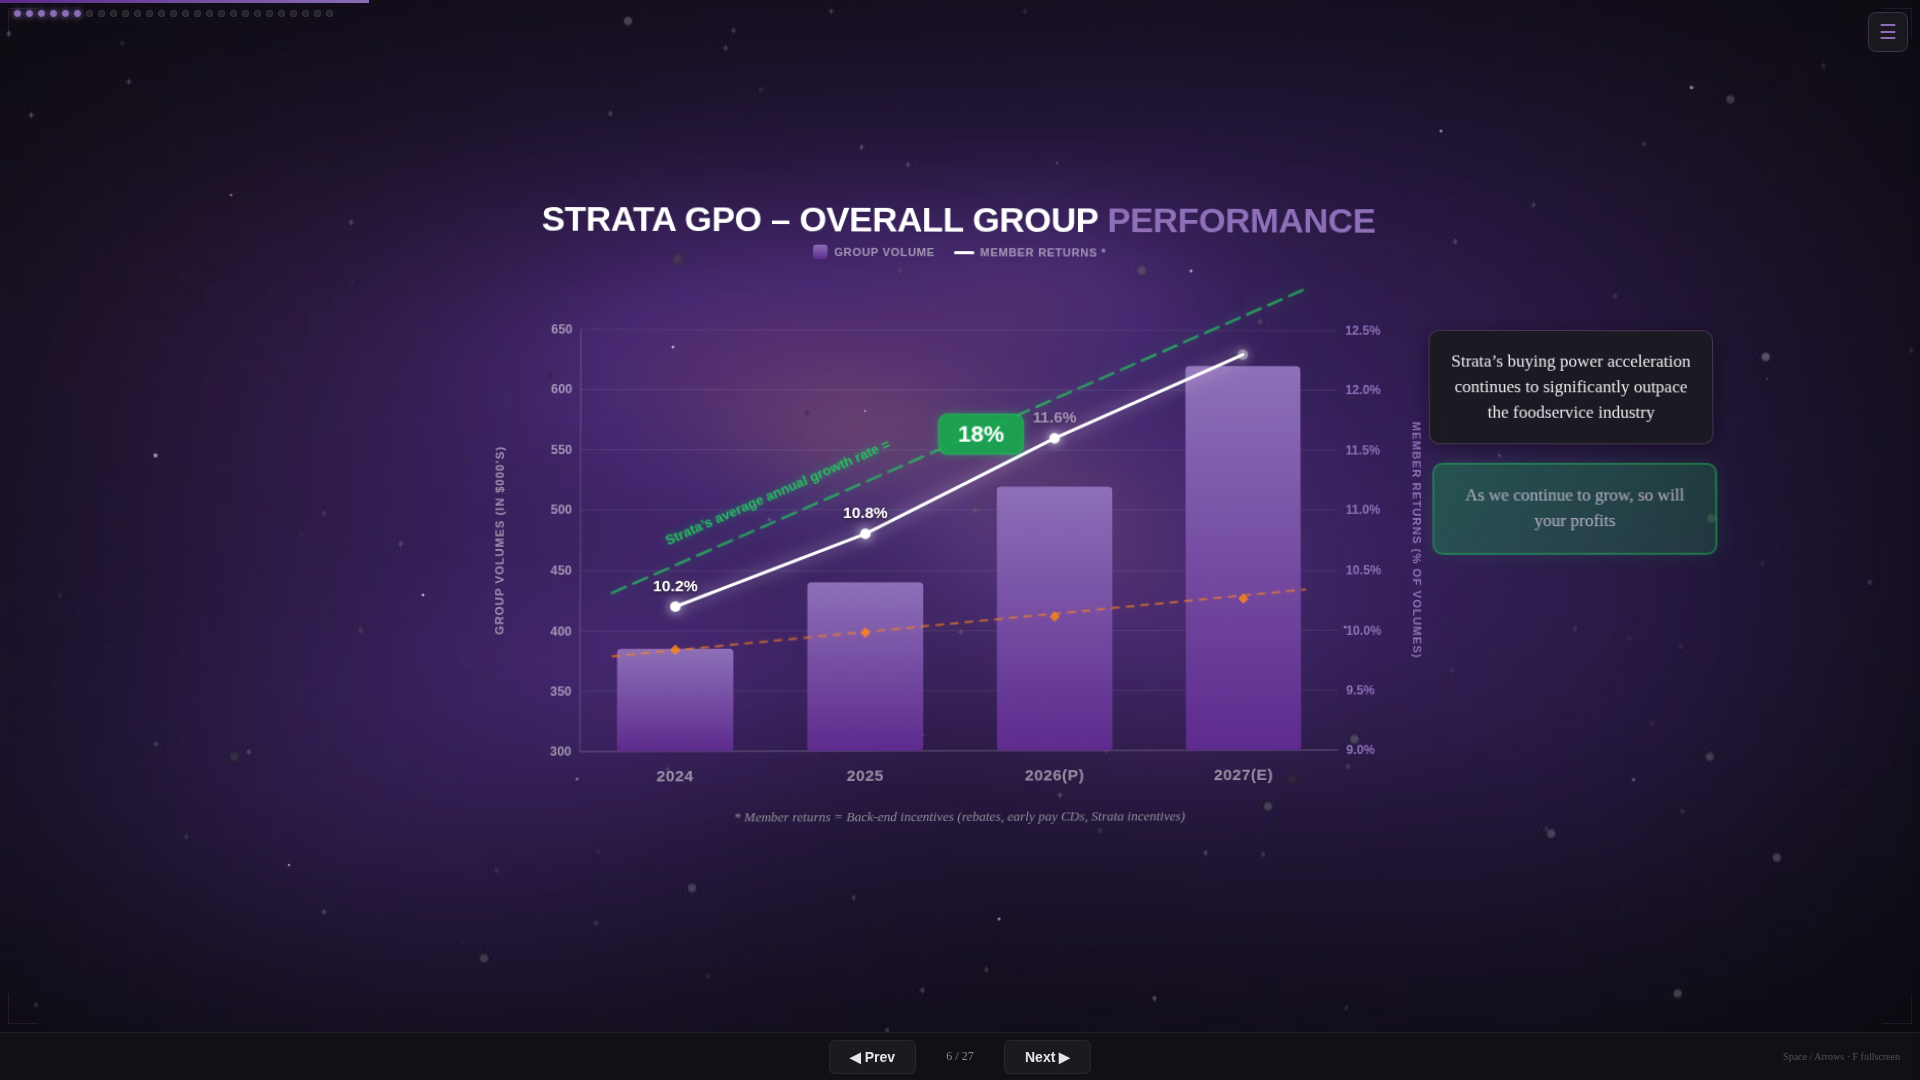 STRATA GPO – OVERALL GROUP PERFORMANCE
GROUP VOLUME
MEMBER RETURNS *
GROUP VOLUMES (IN $000'S)
650
600
550
500
450
400
350
300
12.5%
12.0%
11.5%
11.0%
10.5%
10.0%
9.5%
9.0%
MEMBER RETURNS (% OF VOLUMES)
Strata's average annual growth rate =
18%
10.2%
10.8%
11.6%
2024
2025
2026(P)
2027(E)
* Member returns = Back-end incentives (rebates, early pay CDs, Strata incentives)
Strata’s buying power acceleration
continues to significantly outpace
the foodservice industry
As we continue to grow, so will
your profits
◀ Prev
6 / 27
Next ▶
Space / Arrows · F fullscreen